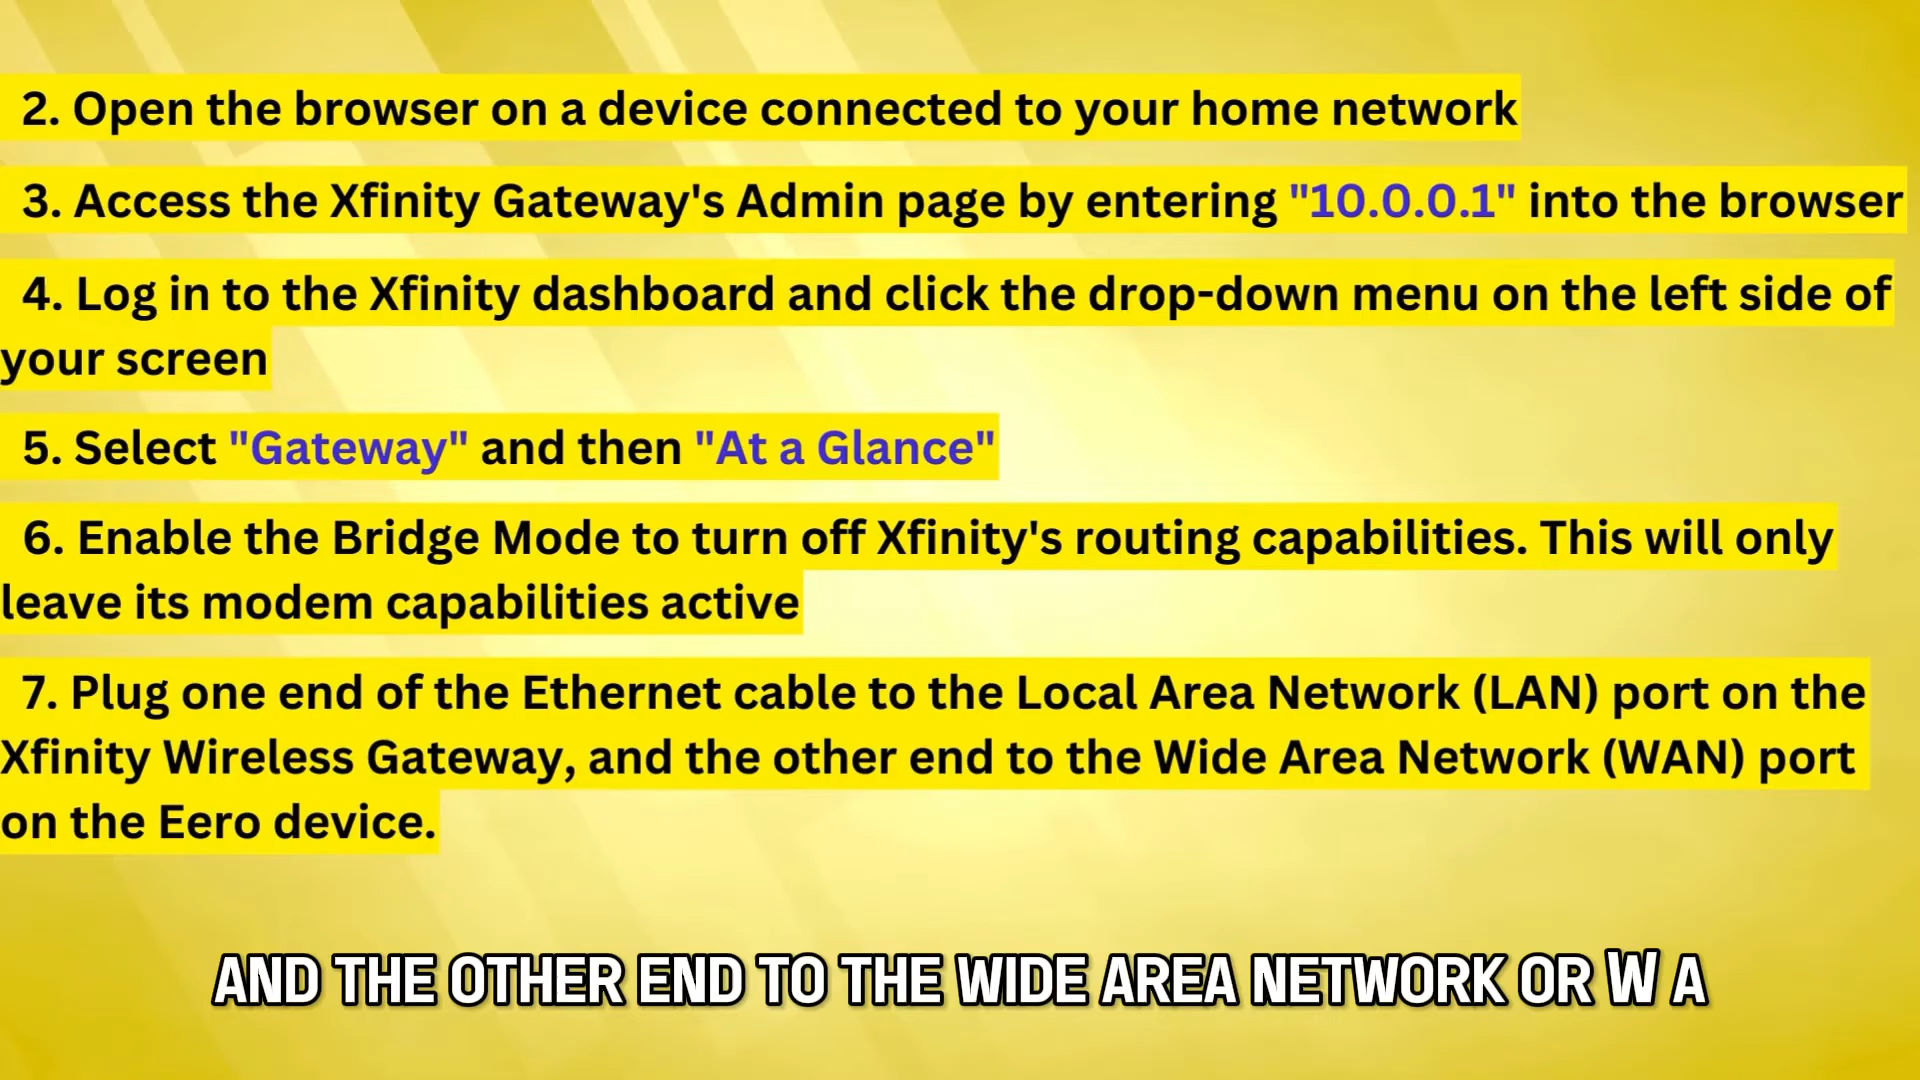 2. Open the browser on a device connected to your home network
3. Access the Xfinity Gateway's Admin page by entering "10.0.0.1" into the browser
4. Log in to the Xfinity dashboard and click the drop-down menu on the left side of
your screen
5. Select "Gateway" and then "At a Glance"
6. Enable the Bridge Mode to turn off Xfinity's routing capabilities. This will only
leave its modem capabilities active
7. Plug one end of the Ethernet cable to the Local Area Network (LAN) port on the
Xfinity Wireless Gateway, and the other end to the Wide Area Network (WAN) port
on the Eero device.
AND THE OTHER END TO THE WIDE AREA NETWORK OR W A